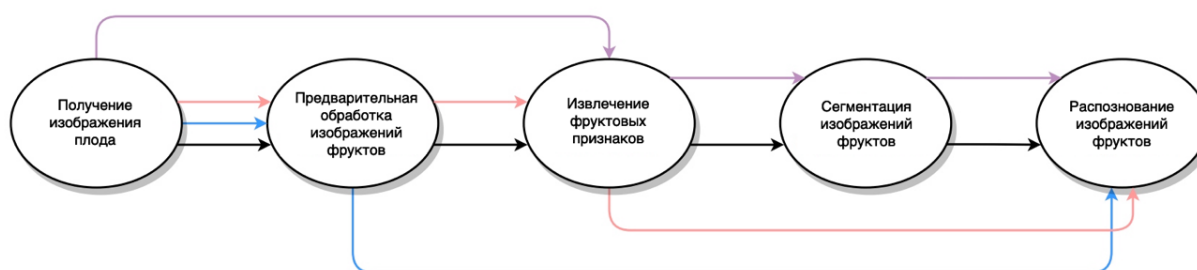 Получение
изображения
плода
Предварительная
обработка
изображений
фруктов
Извлечение
фруктовых
признаков
Сегментация
изображений
фруктов
Распознование
изображений
фруктов